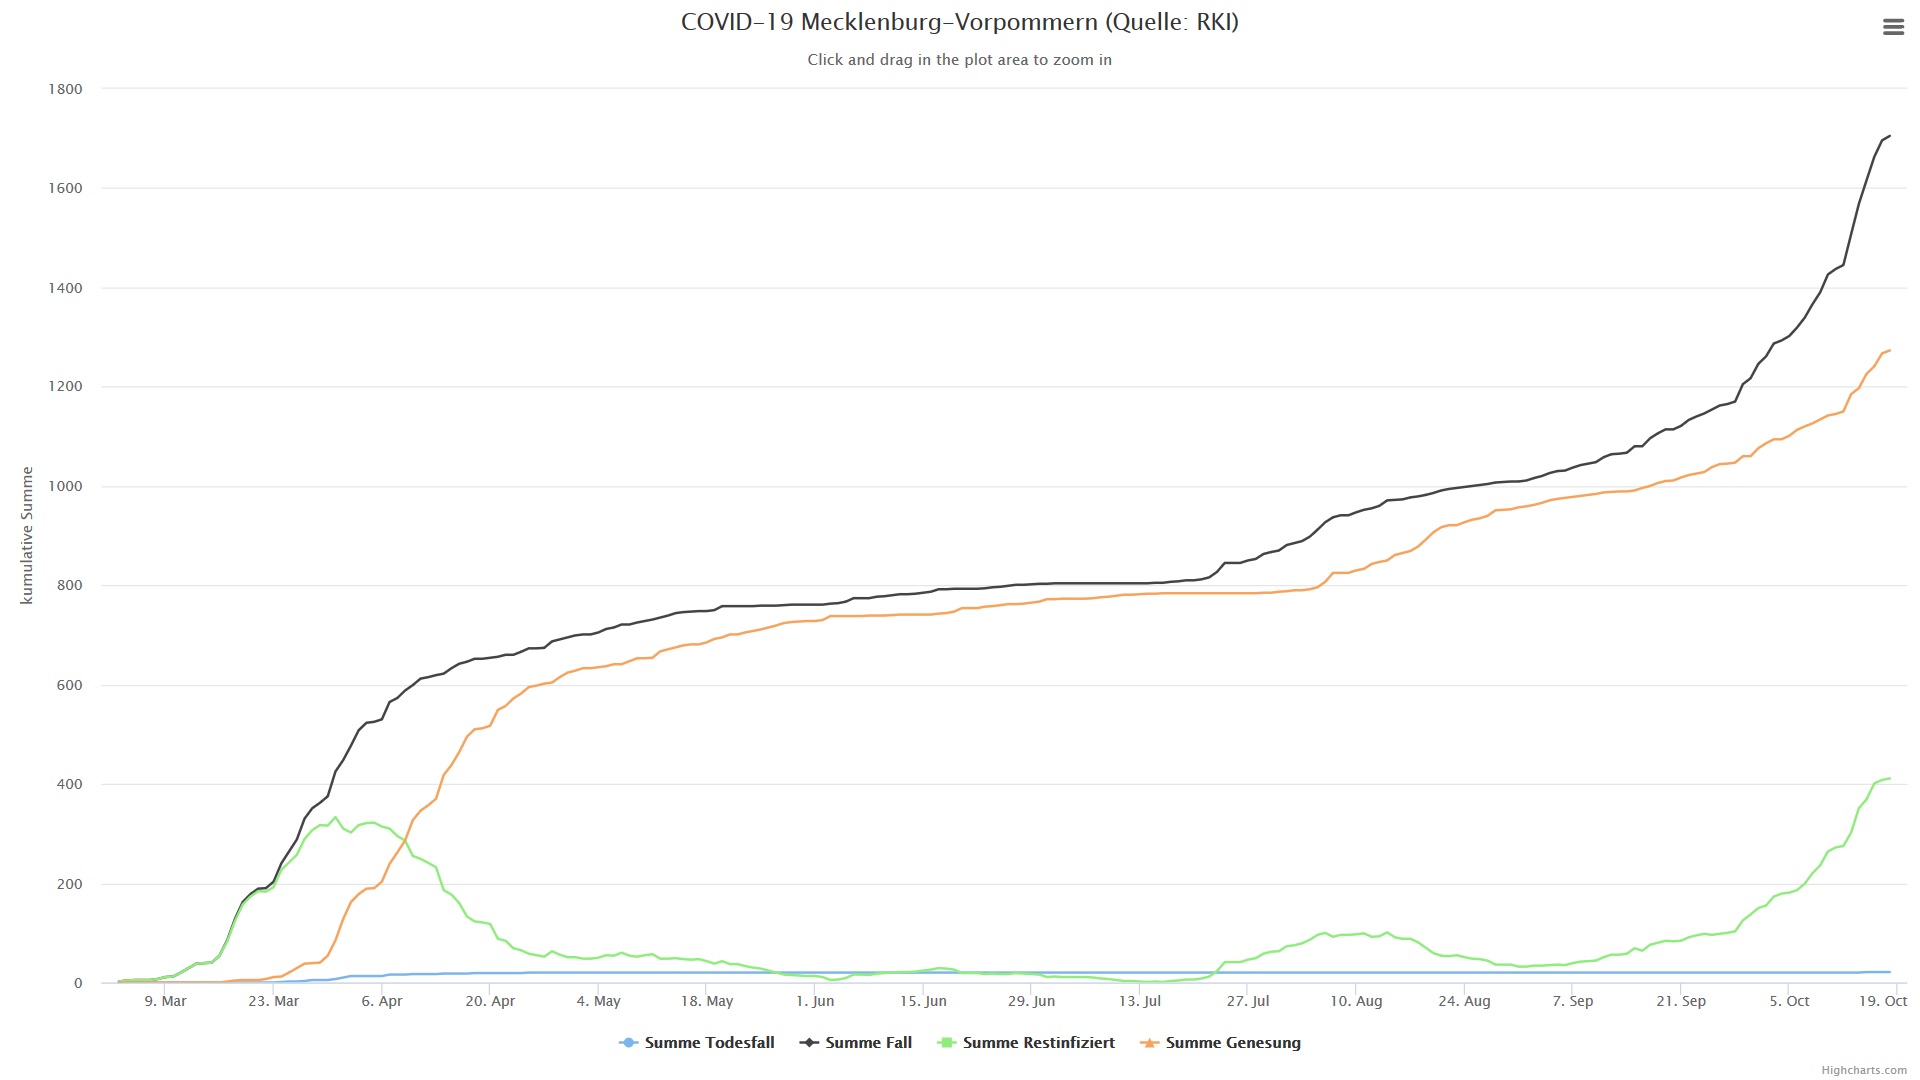 COVID-19 Mecklenburg-Vorpommern (Quelle: RKI)
Click and drag in the plot area to zoom in
kumulative Summe
1800
1600
1400
1200
1000
800
600
400
200
0
9. Mar 23. Mar 6. Apr 20. Apr 4. May 18. May 1. Jun 15. Jun 29. Jun 13. Jul 27. Jul 10. Aug 24. Aug 7. Sep 21. Sep 5. Oct 19. Oct
Summe Todesfall Summe Fall Summe Restinfiziert Summe Genesung
Highcharts.com